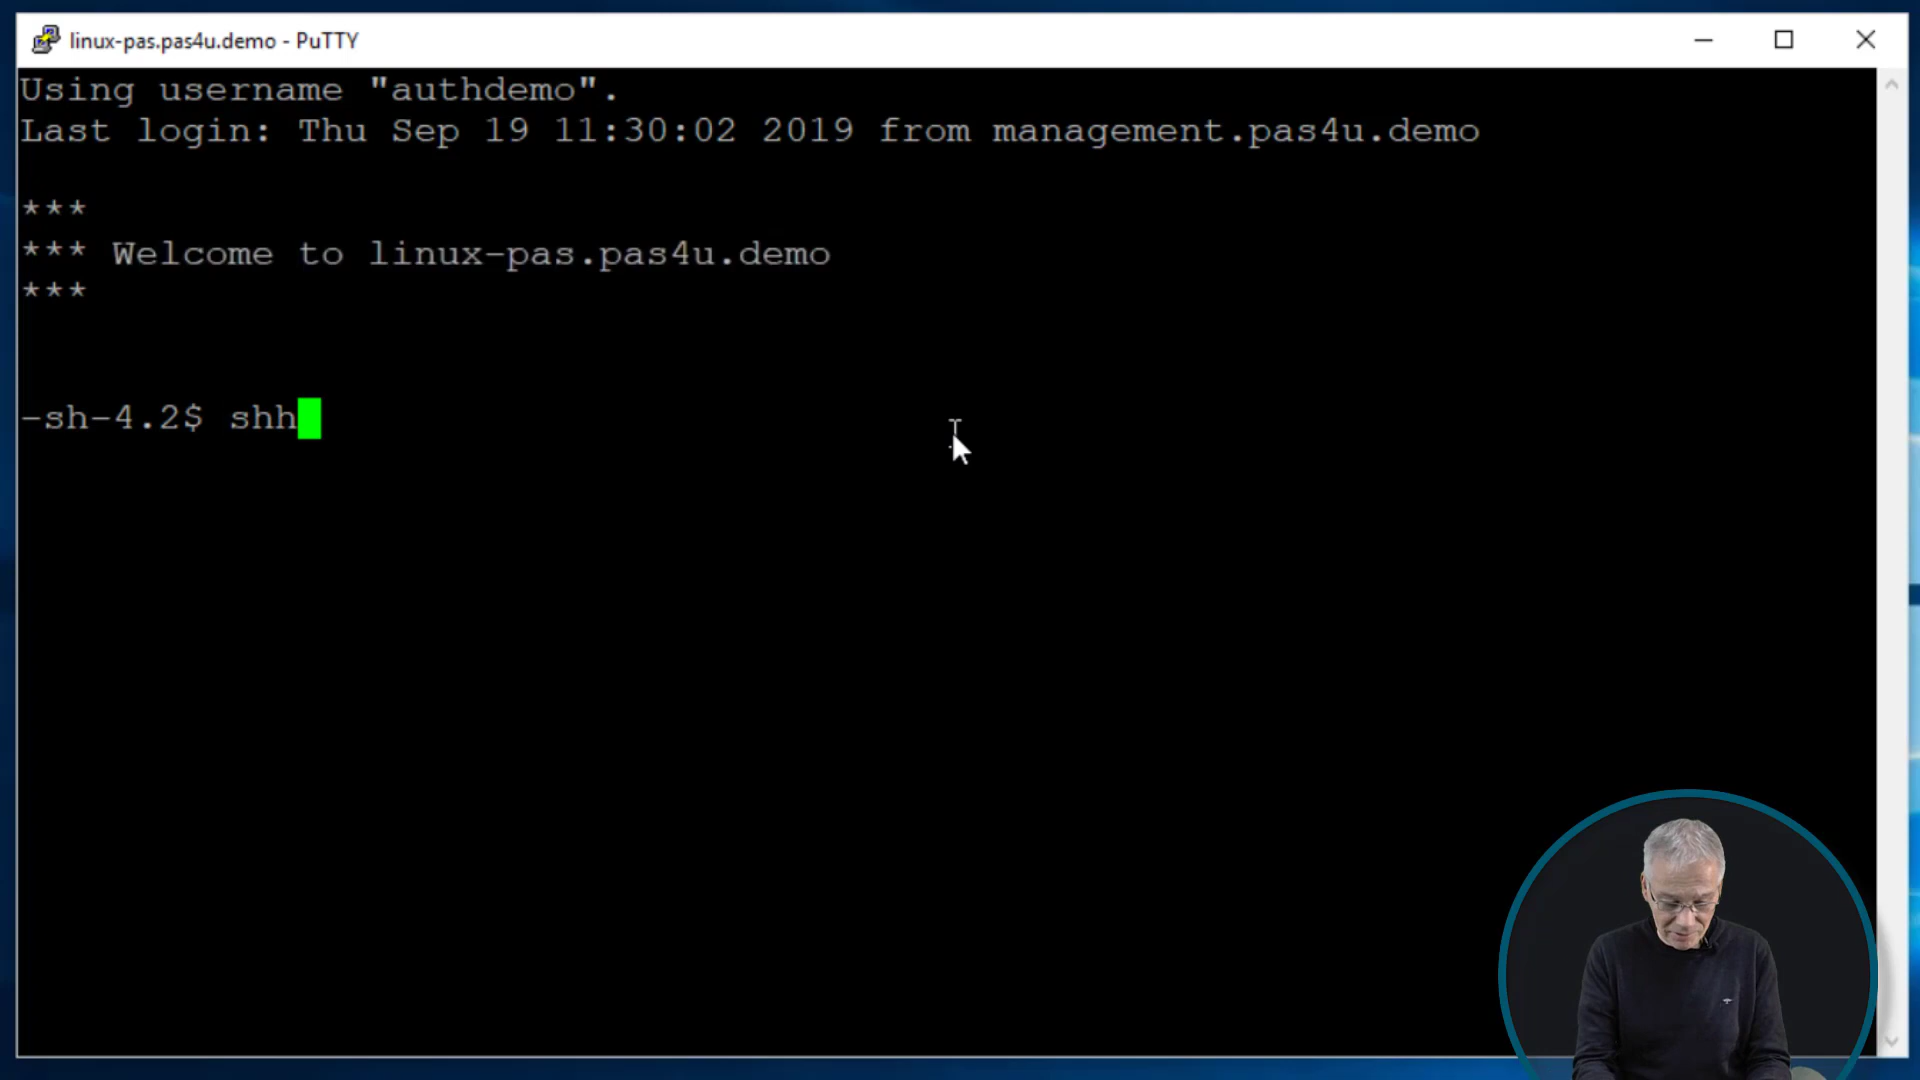 linux-pas.pas4u.demo - PuTTY
Using username "authdemo".
Last login: Thu Sep 19 11:30:02 2019 from management.pas4u.demo
***
*** Welcome to linux-pas.pas4u.demo
***
-sh-4.2$ shh